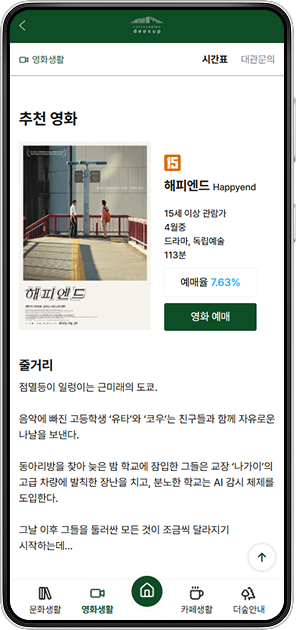 deosup
영화생활
시간표
대관문의
추천 영화
해피엔드
15
해피엔드 Happyend
15세 이상 관람가
4월중
드라마, 독립예술
113분
예매율 7.63%
영화 예매
줄거리
점멸등이 일렁이는 근미래의 도쿄.
음악에 빠진 고등학생 ‘유타’와 ‘코우’는 친구들과 함께 자유로운
나날을 보낸다.
동아리방을 찾아 늦은 밤 학교에 잠입한 그들은 교장 ‘나가이’의
고급 차량에 발칙한 장난을 치고, 분노한 학교는 AI 감시 체제를
도입한다.
그날 이후 그들을 둘러싼 모든 것이 조금씩 달라지기
시작하는데...
문화생활
영화생활
카페생활
더숲안내